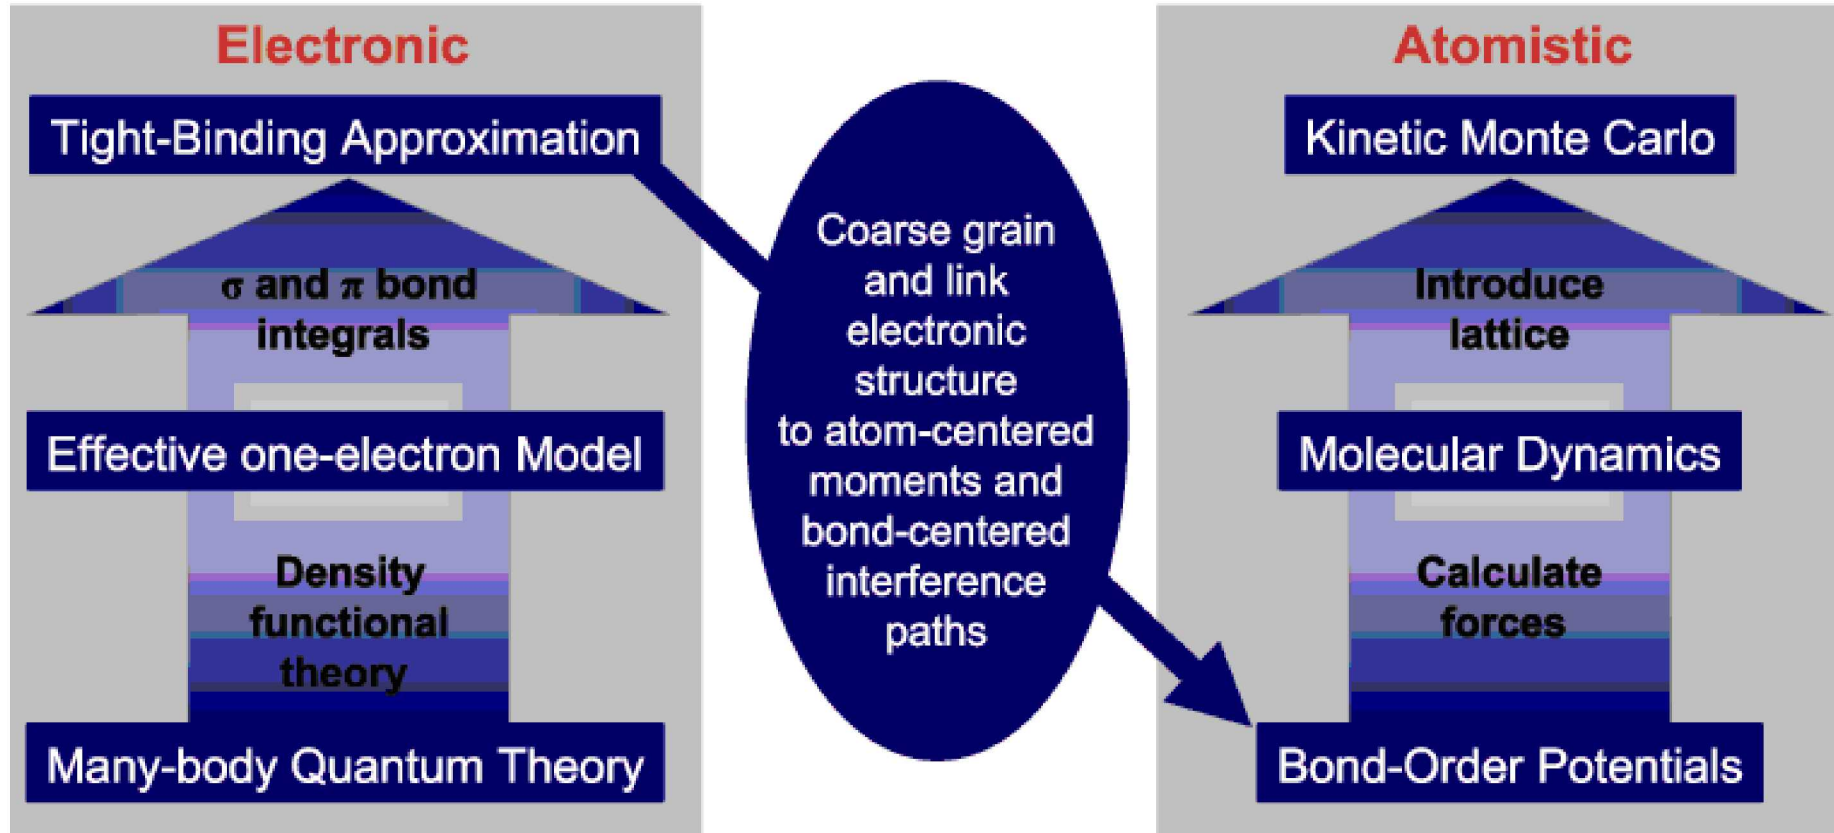 Electronic
Tight-Binding Approximation
σ and π bond
integrals
Effective one-electron Model
Density
functional
theory
Many-body Quantum Theory
Coarse grain
and link
electronic
structure
to atom-centered
moments and
bond-centered
interference
paths
Atomistic
Kinetic Monte Carlo
Introduce
lattice
Molecular Dynamics
Calculate
forces
Bond-Order Potentials